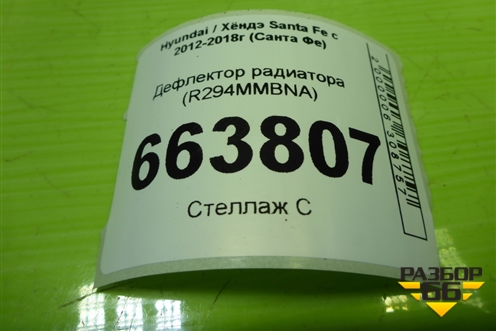 Hyundai / Хёндэ Santa Fe с
2012-2018г (Санта Фе)
Дефлектор радиатора
(R294MMBNA)
663807
Стеллаж С
РАЗБОР
66